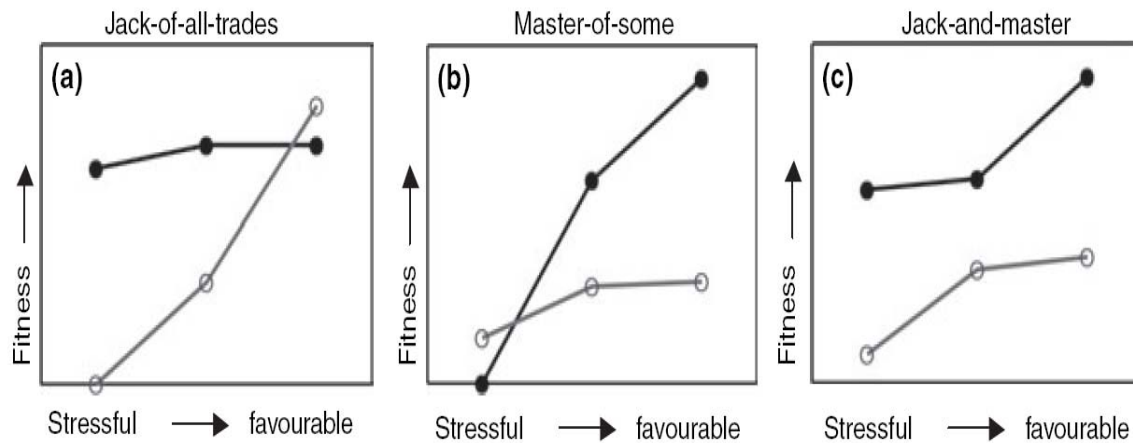 Jack-of-all-trades
Master-of-some
Jack-and-master
(a)
(b)
(c)
Fitness →
Fitness →
Fitness →
Stressful → favourable
Stressful → favourable
Stressful → favourable